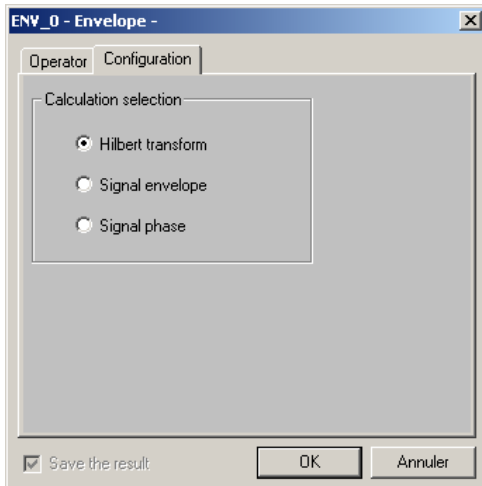 ENV_0 - Envelope -
Operator Configuration
Calculation selection
Hilbert transform
Signal envelope
Signal phase
Save the result OK Annuler